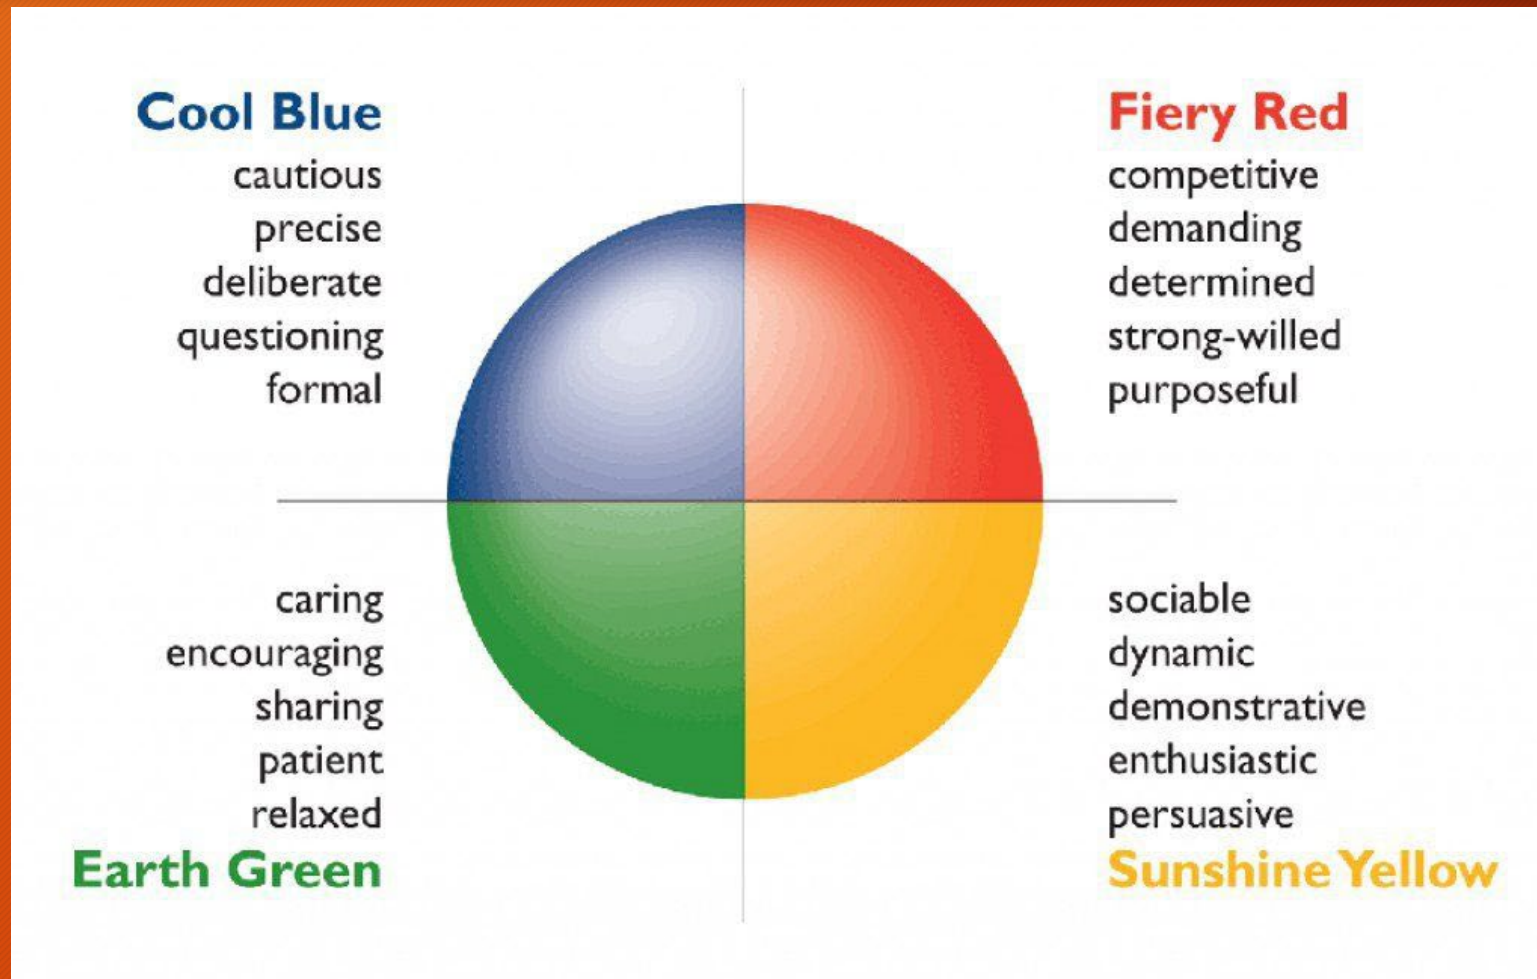 Cool Blue
cautious
precise
deliberate
questioning
formal
Fiery Red
competitive
demanding
determined
strong-willed
purposeful
caring
encouraging
sharing
patient
relaxed
Earth Green
sociable
dynamic
demonstrative
enthusiastic
persuasive
Sunshine Yellow